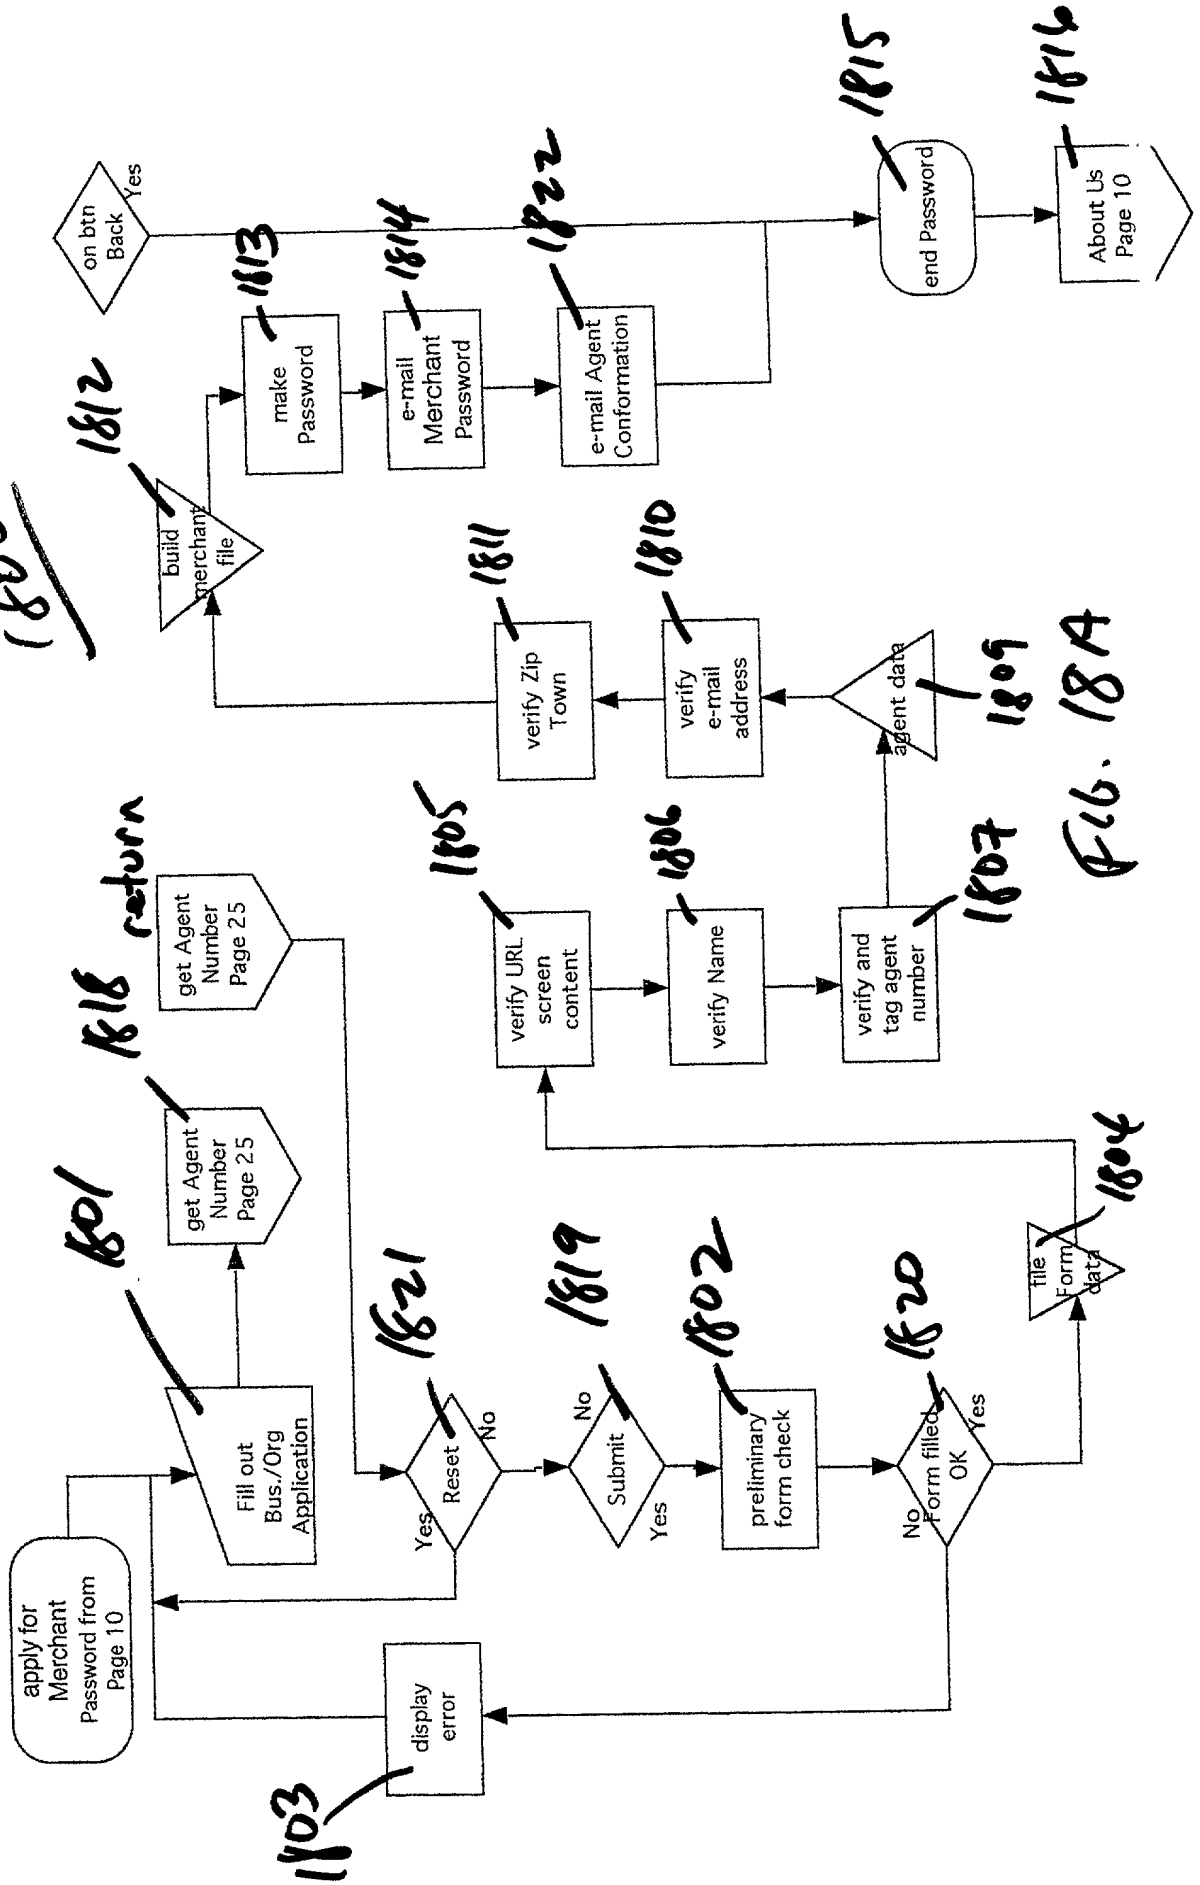 180
apply for
Merchant
Password from
Page 10
1801
Fill out
Bus./Org
Application
1818
get Agent
Number
Page 25
return
get Agent
Number
Page 25
1821
Reset
Yes
No
1819
Submit
No
Yes
1802
preliminary
form check
1820
Form filled
OK
No
Yes
1803
display
error
1804
file
Form
data
1805
verify URL
screen
content
1806
verify Name
1807
verify and
tag agent
number
1809
agent data
1810
verify
e-mail
address
1811
verify Zip
Town
1812
build
merchant
file
1813
make
Password
1814
e-mail
Merchant
Password
1822
e-mail Agent
Conformation
on btn
Back
Yes
1815
end Password
1816
About Us
Page 10
FIG. 18A